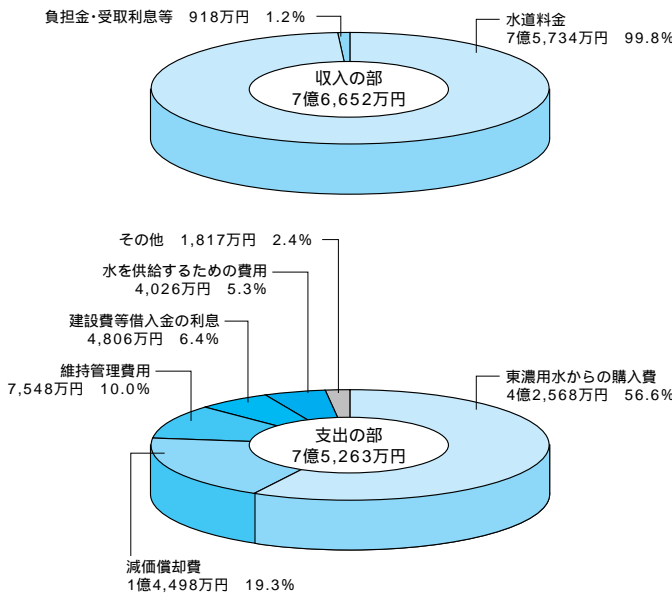 負担金・受取利息等 918万円 1.2%
水道料金
7億5,734万円 99.8%
収入の部
7億6,652万円
その他 1,817万円 2.4%
水を供給するための費用
4,026万円 5.3%
建設費等借入金の利息
4,806万円 6.4%
維持管理費用
7,548万円 10.0%
東濃用水からの購入費
4億2,568万円 56.6%
支出の部
7億5,263万円
減価償却費
1億4,498万円 19.3%